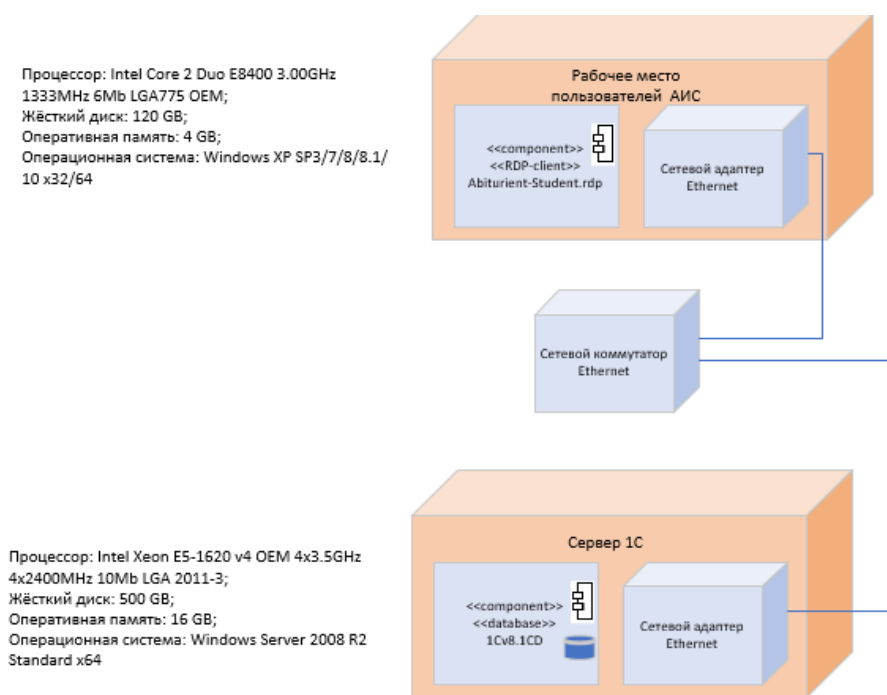 Процессор: Intel Core 2 Duo E8400 3.00GHz
1333MHz 6Mb LGA775 OEM;
Жёсткий диск: 120 GB;
Оперативная память: 4 GB;
Операционная система: Windows XP SP3/7/8/8.1/
10 x32/64
Рабочее место
пользователей АИС
<<component>>
<<RDP-client>>
Abiturient-Student.rdp
Сетевой адаптер
Ethernet
Сетевой коммутатор
Ethernet
Процессор: Intel Xeon E5-1620 v4 OEM 4x3.5GHz
4x2400MHz 10Mb LGA 2011-3;
Жёсткий диск: 500 GB;
Оперативная память: 16 GB;
Операционная система: Windows Server 2008 R2
Standard x64
Сервер 1С
<<component>>
<<database>>
1Cv8.1CD
Сетевой адаптер
Ethernet